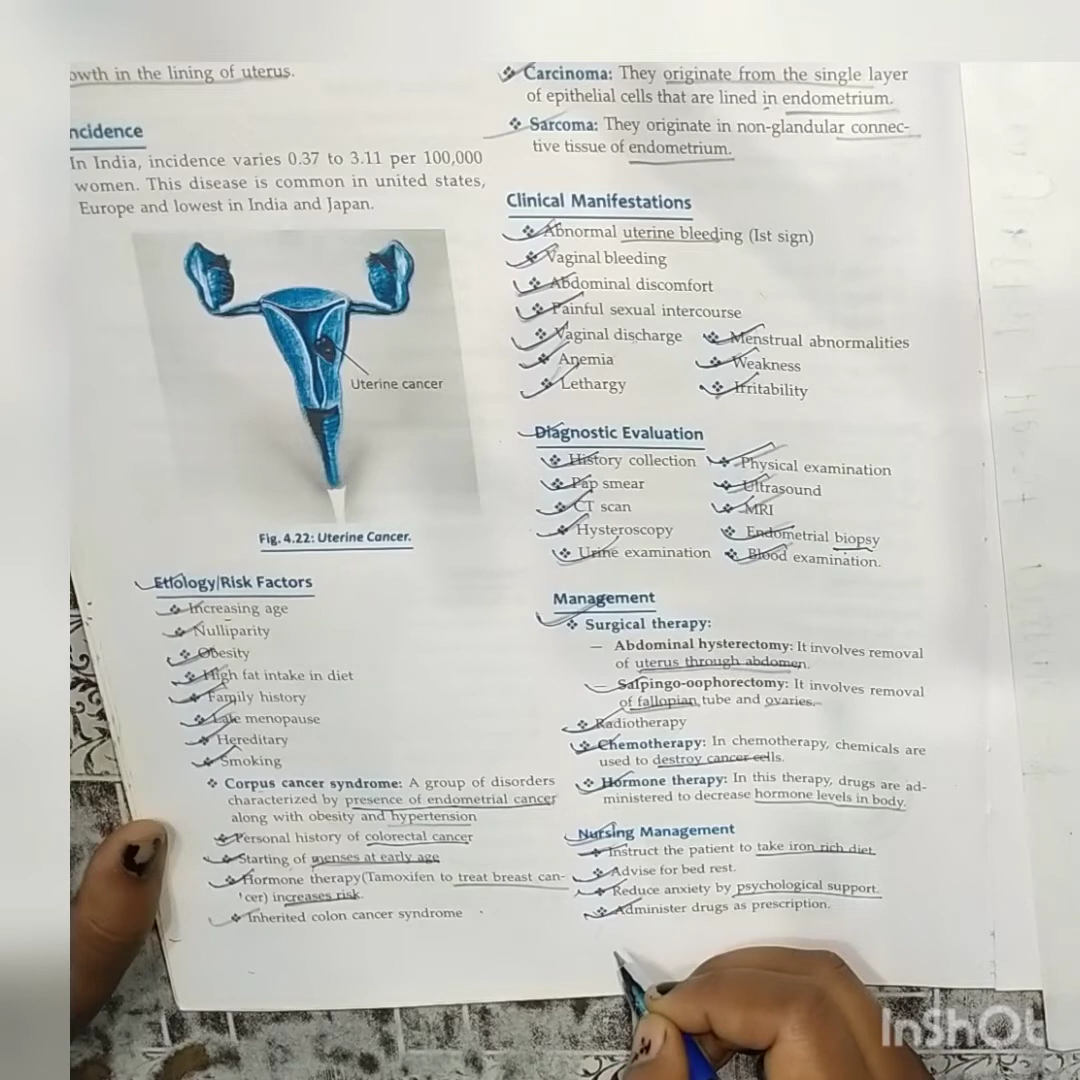 owth in the lining of uterus.
ncidence
In India, incidence varies 0.37 to 3.11 per 100,000
women. This disease is common in united states,
Europe and lowest in India and Japan.
Uterine cancer
Fig. 4.22: Uterine Cancer.
Etiology/Risk Factors
❖ Increasing age
❖ Nulliparity
❖ Obesity
❖ High fat intake in diet
❖ Family history
❖ Late menopause
❖ Hereditary
❖ Smoking
❖ Corpus cancer syndrome: A group of disorders
characterized by presence of endometrial cancer
along with obesity and hypertension
❖ Personal history of colorectal cancer
❖ Starting of menses at early age
❖ Hormone therapy (Tamoxifen to treat breast can-
cer) increases risk.
❖ Inherited colon cancer syndrome
❖ Carcinoma: They originate from the single layer
of epithelial cells that are lined in endometrium.
❖ Sarcoma: They originate in non-glandular connec-
tive tissue of endometrium.
Clinical Manifestations
❖ Abnormal uterine bleeding (Ist sign)
❖ Vaginal bleeding
❖ Abdominal discomfort
❖ Painful sexual intercourse
❖ Vaginal discharge ❖ Menstrual abnormalities
❖ Anemia ❖ Weakness
❖ Lethargy ❖ Irritability
Diagnostic Evaluation
❖ History collection ❖ Physical examination
❖ Pap smear ❖ Ultrasound
❖ CT scan ❖ MRI
❖ Hysteroscopy ❖ Endometrial biopsy
❖ Urine examination ❖ Blood examination.
Management
❖ Surgical therapy:
– Abdominal hysterectomy: It involves removal
of uterus through abdomen.
– Salpingo-oophorectomy: It involves removal
of fallopian tube and ovaries.
❖ Radiotherapy
❖ Chemotherapy: In chemotherapy, chemicals are
used to destroy cancer cells.
❖ Hormone therapy: In this therapy, drugs are ad-
ministered to decrease hormone levels in body.
Nursing Management
❖ Instruct the patient to take iron rich diet.
❖ Advise for bed rest.
❖ Reduce anxiety by psychological support.
❖ Administer drugs as prescription.
InShOt